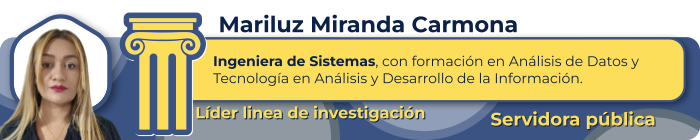 Mariluz Miranda Carmona
Ingeniera de Sistemas, con formación en Análisis de Datos y
Tecnología en Análisis y Desarrollo de la Información.
Líder linea de investigación
Servidora pública